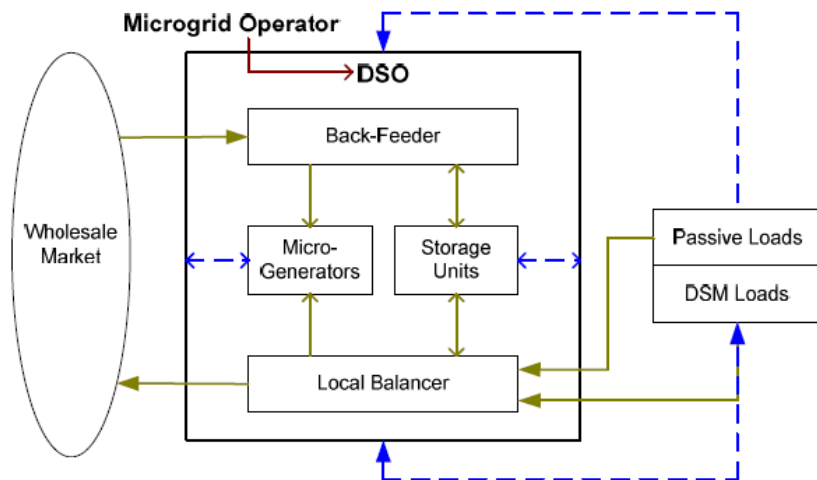 Microgrid Operator
DSO
Back-Feeder
Wholesale
Market
Micro-
Generators
Storage
Units
Passive Loads
DSM Loads
Local Balancer